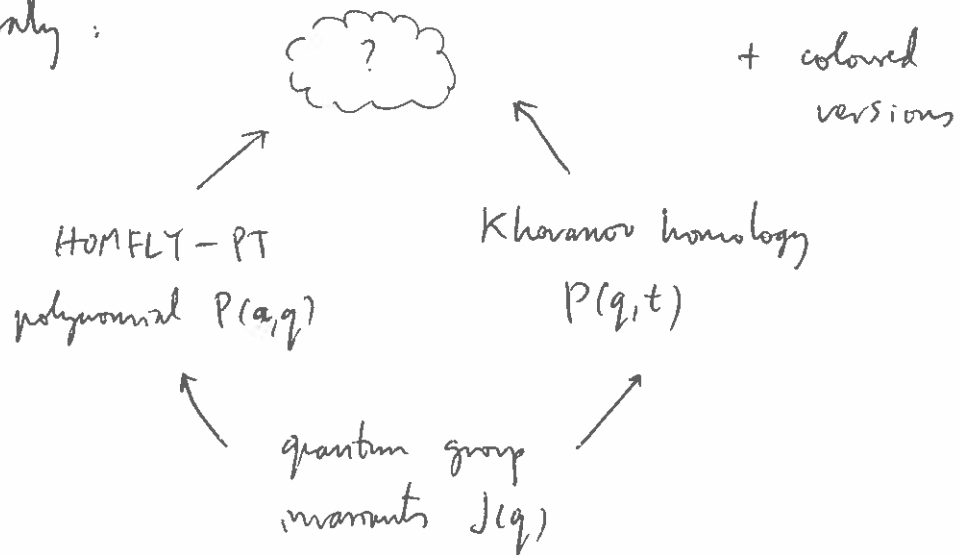 ?
+ coloured
versions
HOMFLY-PT
polynomial P(a,q)
Khovanov homology
P(q,t)
quantum group
invariants J(q)